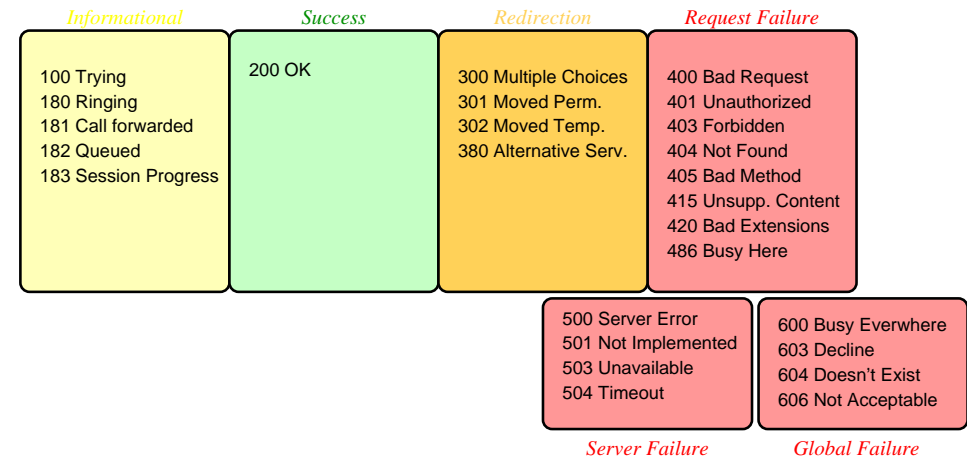 Informational
100 Trying
180 Ringing
181 Call forwarded
182 Queued
183 Session Progress
Success
200 OK
Redirection
300 Multiple Choices
301 Moved Perm.
302 Moved Temp.
380 Alternative Serv.
Request Failure
400 Bad Request
401 Unauthorized
403 Forbidden
404 Not Found
405 Bad Method
415 Unsupp. Content
420 Bad Extensions
486 Busy Here
500 Server Error
501 Not Implemented
503 Unavailable
504 Timeout
Server Failure
600 Busy Everwhere
603 Decline
604 Doesn't Exist
606 Not Acceptable
Global Failure